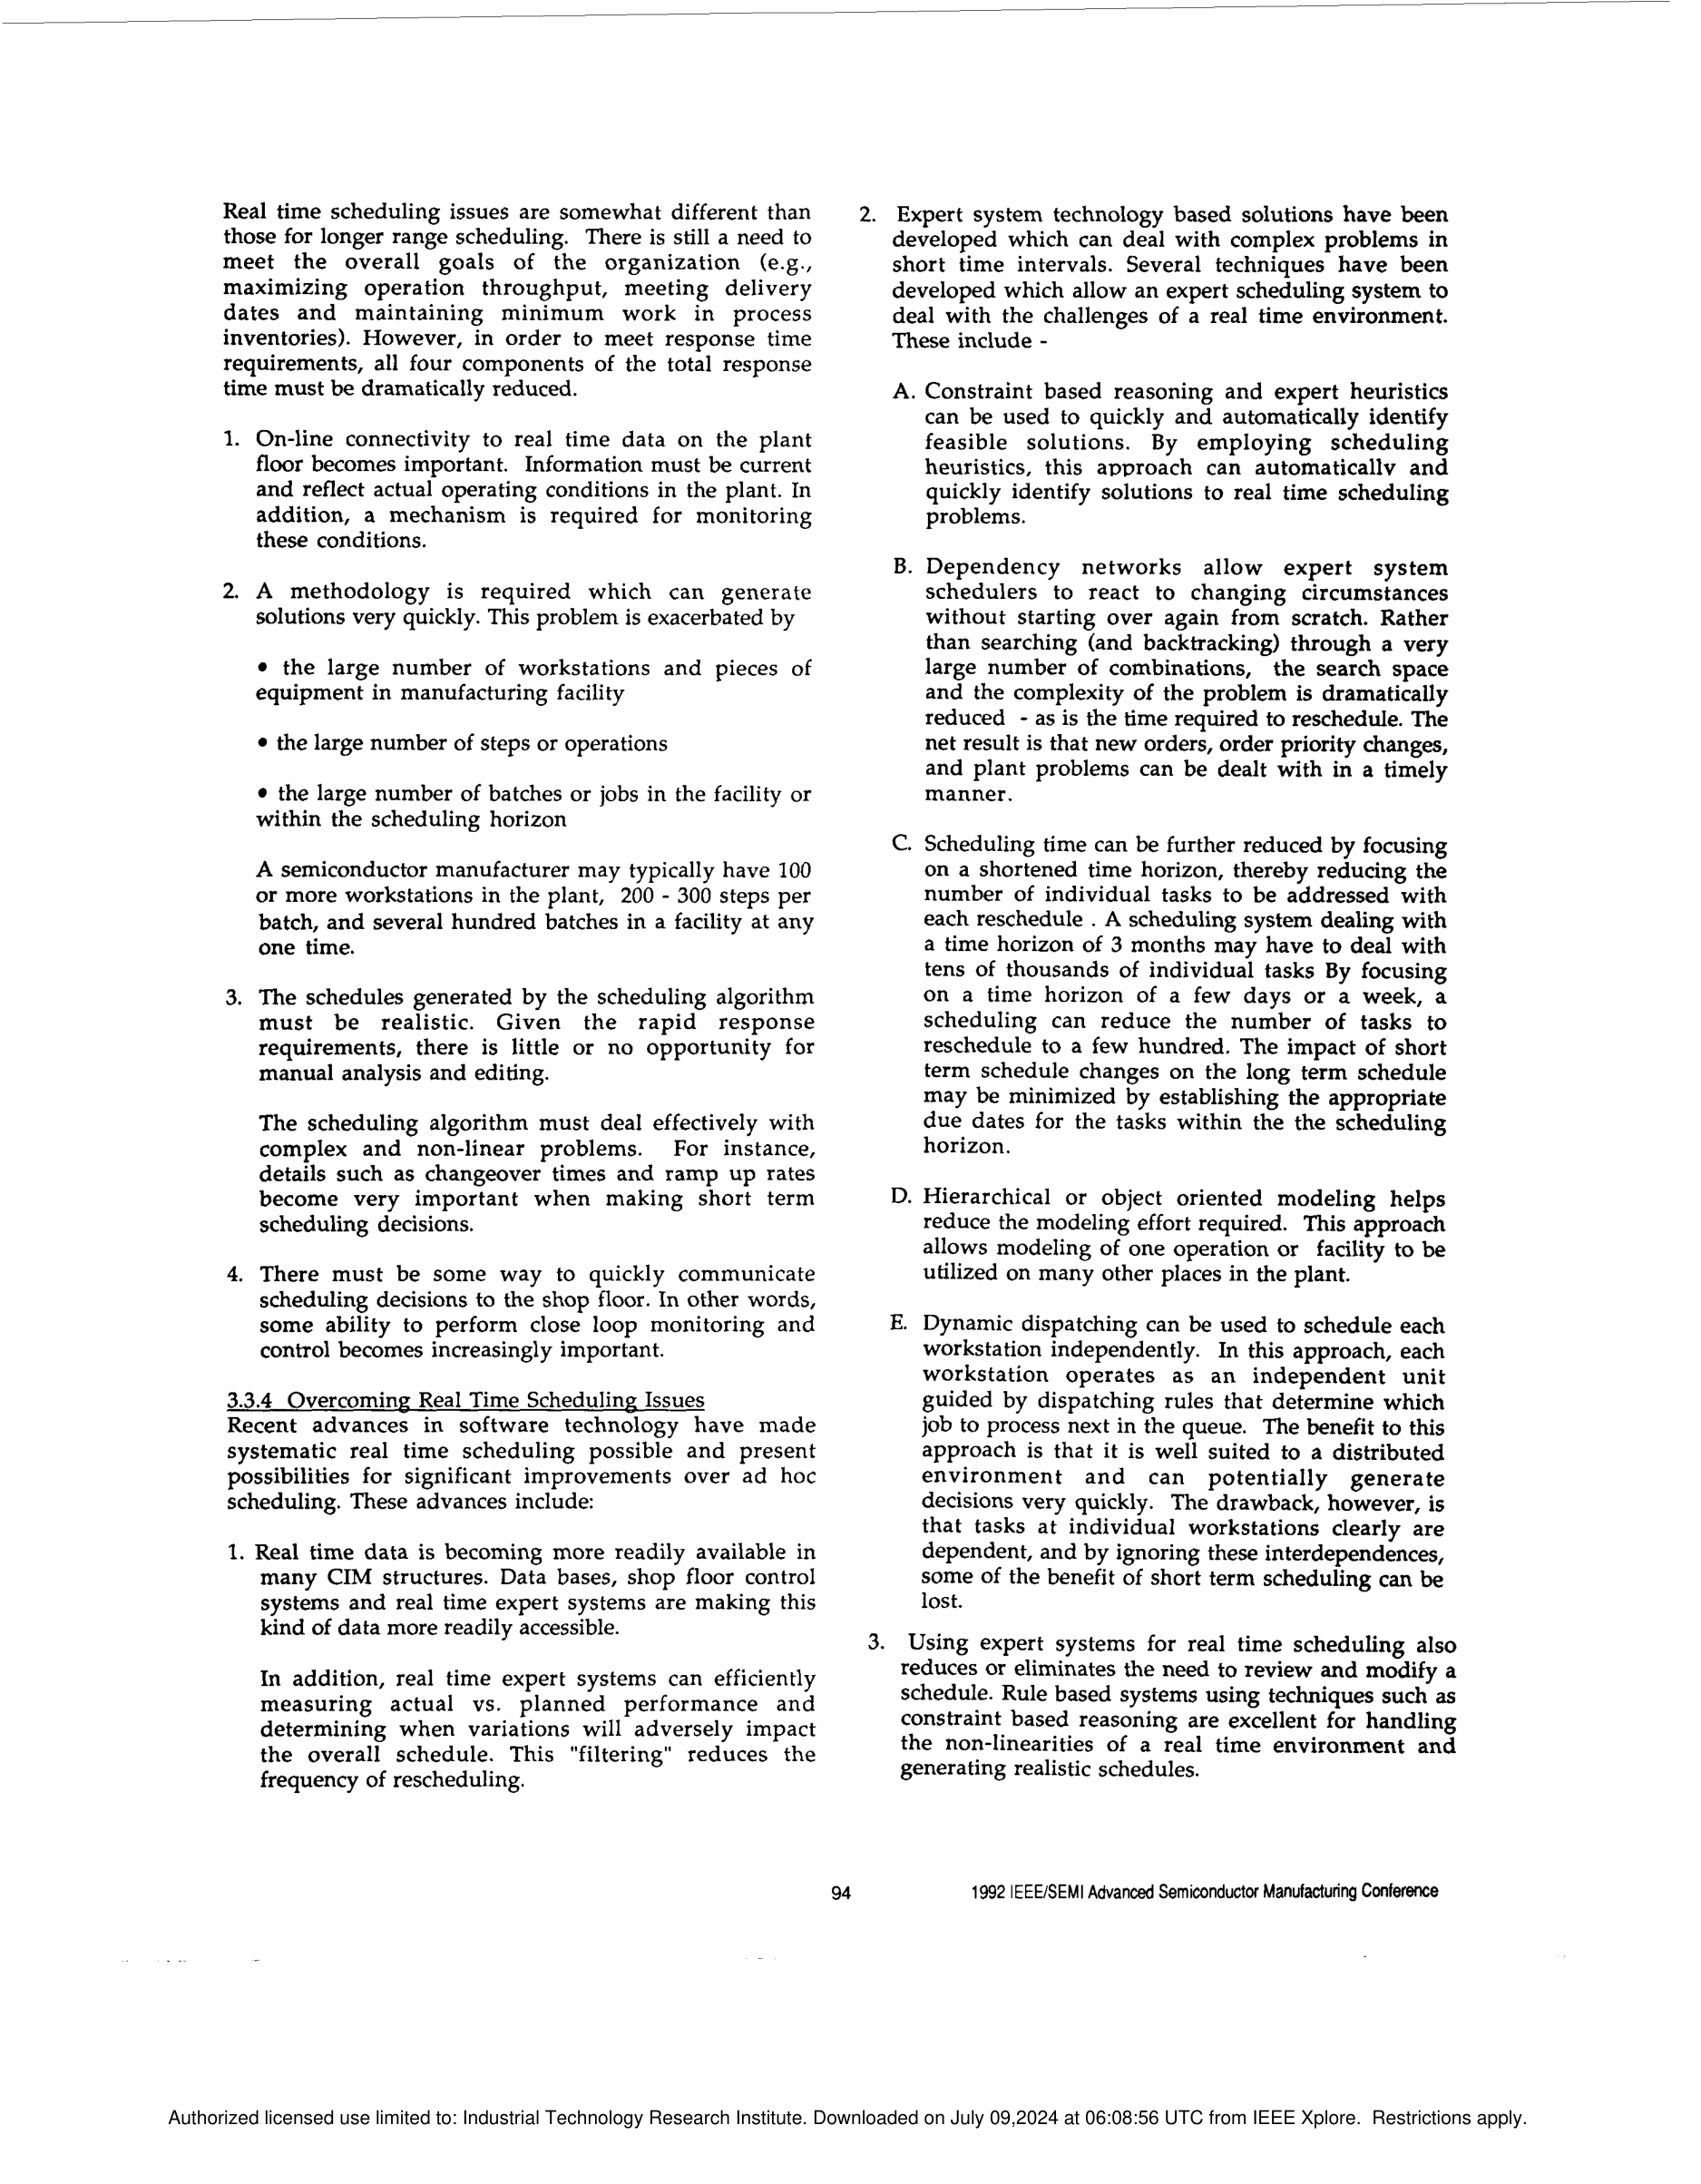 Real time scheduling issues are somewhat different than
those for longer range scheduling. There is still a need to
meet the overall goals of the organization (e.g.,
maximizing operation throughput, meeting delivery
dates and maintaining minimum work in process
inventories). However, in order to meet response time
requirements, all four components of the total response
time must be dramatically reduced.
1. On-line connectivity to real time data on the plant
floor becomes important. Information must be current
and reflect actual operating conditions in the plant. In
addition, a mechanism is required for monitoring
these conditions.
2. A methodology is required which can generate
solutions very quickly. This problem is exacerbated by
• the large number of workstations and pieces of
equipment in manufacturing facility
• the large number of steps or operations
• the large number of batches or jobs in the facility or
within the scheduling horizon
A semiconductor manufacturer may typically have 100
or more workstations in the plant, 200 - 300 steps per
batch, and several hundred batches in a facility at any
one time.
3. The schedules generated by the scheduling algorithm
must be realistic. Given the rapid response
requirements, there is little or no opportunity for
manual analysis and editing.
The scheduling algorithm must deal effectively with
complex and non-linear problems. For instance,
details such as changeover times and ramp up rates
become very important when making short term
scheduling decisions.
4. There must be some way to quickly communicate
scheduling decisions to the shop floor. In other words,
some ability to perform close loop monitoring and
control becomes increasingly important.
3.3.4 Overcoming Real Time Scheduling Issues
Recent advances in software technology have made
systematic real time scheduling possible and present
possibilities for significant improvements over ad hoc
scheduling. These advances include:
1. Real time data is becoming more readily available in
many CIM structures. Data bases, shop floor control
systems and real time expert systems are making this
kind of data more readily accessible.
In addition, real time expert systems can efficiently
measuring actual vs. planned performance and
determining when variations will adversely impact
the overall schedule. This "filtering" reduces the
frequency of rescheduling.
2. Expert system technology based solutions have been
developed which can deal with complex problems in
short time intervals. Several techniques have been
developed which allow an expert scheduling system to
deal with the challenges of a real time environment.
These include -
A. Constraint based reasoning and expert heuristics
can be used to quickly and automatically identify
feasible solutions. By employing scheduling
heuristics, this approach can automatically and
quickly identify solutions to real time scheduling
problems.
B. Dependency networks allow expert system
schedulers to react to changing circumstances
without starting over again from scratch. Rather
than searching (and backtracking) through a very
large number of combinations, the search space
and the complexity of the problem is dramatically
reduced - as is the time required to reschedule. The
net result is that new orders, order priority changes,
and plant problems can be dealt with in a timely
manner.
C. Scheduling time can be further reduced by focusing
on a shortened time horizon, thereby reducing the
number of individual tasks to be addressed with
each reschedule . A scheduling system dealing with
a time horizon of 3 months may have to deal with
tens of thousands of individual tasks By focusing
on a time horizon of a few days or a week, a
scheduling can reduce the number of tasks to
reschedule to a few hundred. The impact of short
term schedule changes on the long term schedule
may be minimized by establishing the appropriate
due dates for the tasks within the the scheduling
horizon.
D. Hierarchical or object oriented modeling helps
reduce the modeling effort required. This approach
allows modeling of one operation or facility to be
utilized on many other places in the plant.
E. Dynamic dispatching can be used to schedule each
workstation independently. In this approach, each
workstation operates as an independent unit
guided by dispatching rules that determine which
job to process next in the queue. The benefit to this
approach is that it is well suited to a distributed
environment and can potentially generate
decisions very quickly. The drawback, however, is
that tasks at individual workstations clearly are
dependent, and by ignoring these interdependences,
some of the benefit of short term scheduling can be
lost.
3. Using expert systems for real time scheduling also
reduces or eliminates the need to review and modify a
schedule. Rule based systems using techniques such as
constraint based reasoning are excellent for handling
the non-linearities of a real time environment and
generating realistic schedules.
94
1992 IEEE/SEMI Advanced Semiconductor Manufacturing Conference
Authorized licensed use limited to: Industrial Technology Research Institute. Downloaded on July 09,2024 at 06:08:56 UTC from IEEE Xplore. Restrictions apply.